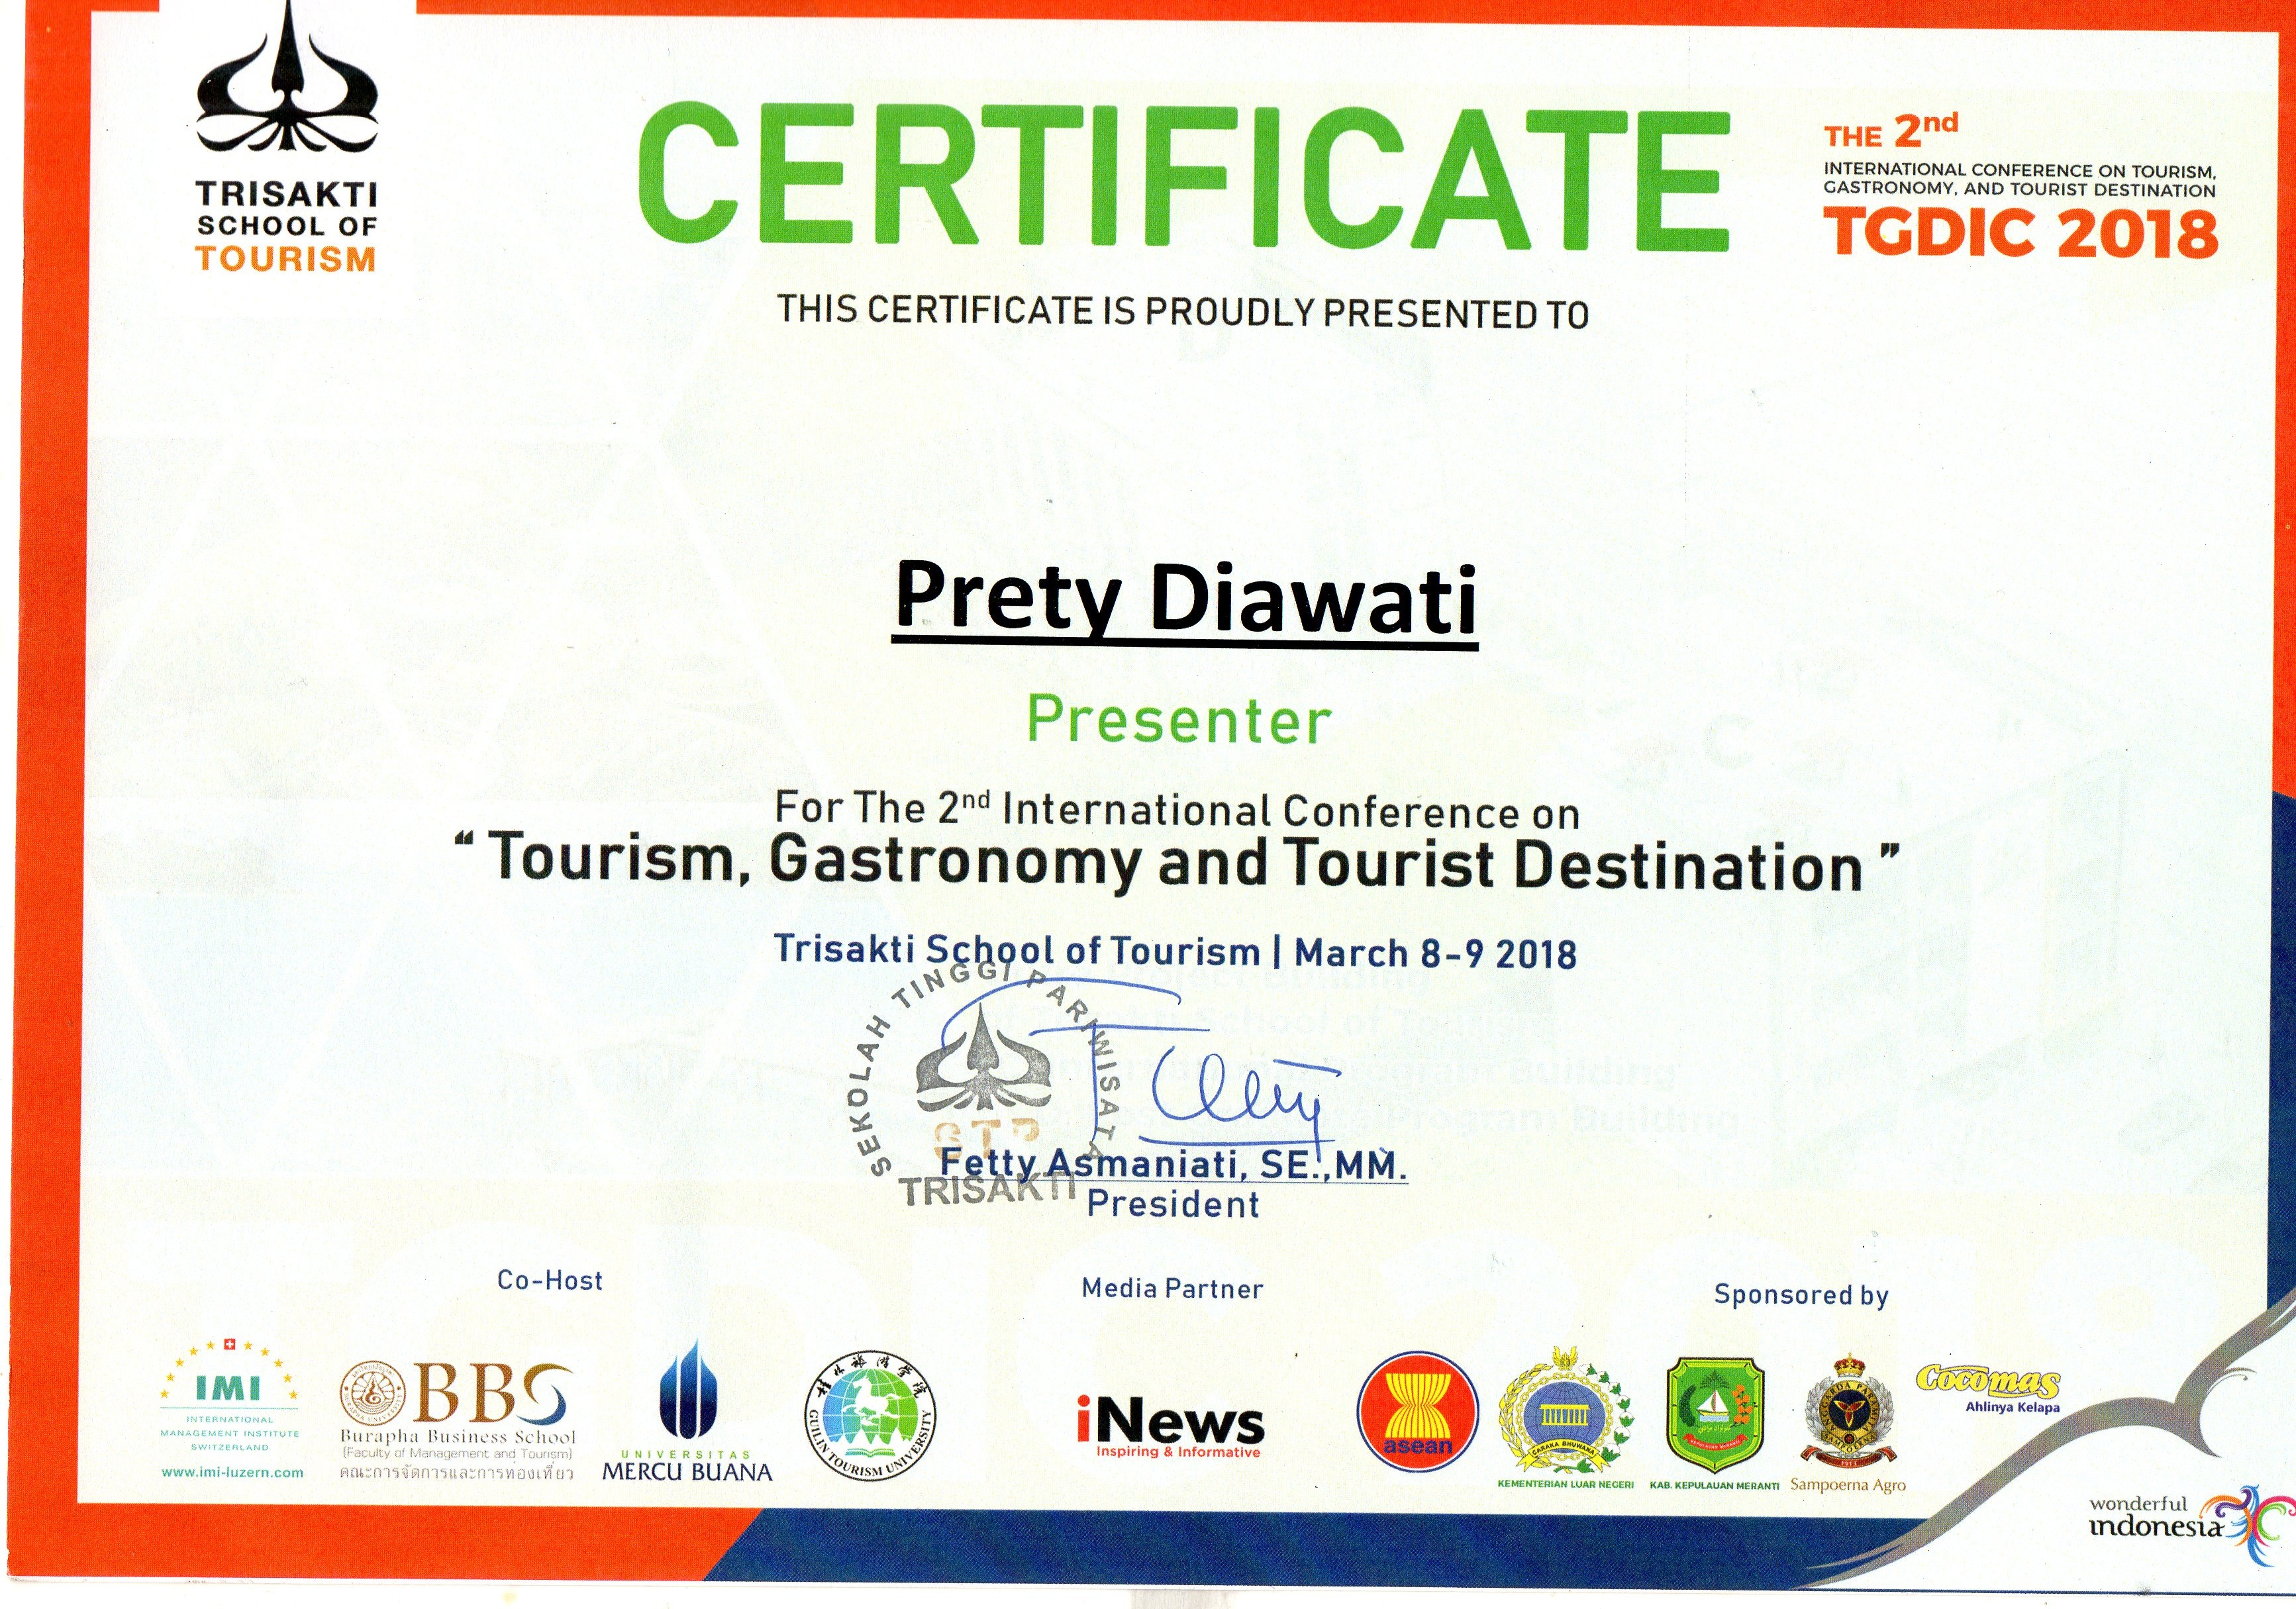 TRISAKTI
SCHOOL OF
TOURISM
CERTIFICATE
THE 2nd
INTERNATIONAL CONFERENCE ON TOURISM,
GASTRONOMY, AND TOURIST DESTINATION
TGDIC 2018
THIS CERTIFICATE IS PROUDLY PRESENTED TO
Prety Diawati
Presenter
For The 2nd International Conference on
“ Tourism, Gastronomy and Tourist Destination ”
Trisakti School of Tourism | March 8-9 2018
SEKOLAH TINGGI PARIWISATA
STP
TRISAKTI
Fetty Asmaniati, SE.,MM.
President
Co-Host
Media Partner
Sponsored by
IMI
INTERNATIONAL
MANAGEMENT INSTITUTE
SWITZERLAND
www.imi-luzern.com
BBS
Burapha Business School
(Faculty of Management and Tourism)
คณะการจัดการและการท่องเที่ยว
UNIVERSITAS
MERCU BUANA
GUILIN TOURISM UNIVERSITY
iNews
Inspiring & Informative
asean
CARAKA BHUWANA
KEMENTERIAN LUAR NEGERI
KAB. KEPULAUAN MERANTI
SAMPOERNA
1913
Sampoerna Agro
Cocomas
Ahlinya Kelapa
wonderful
indonesia